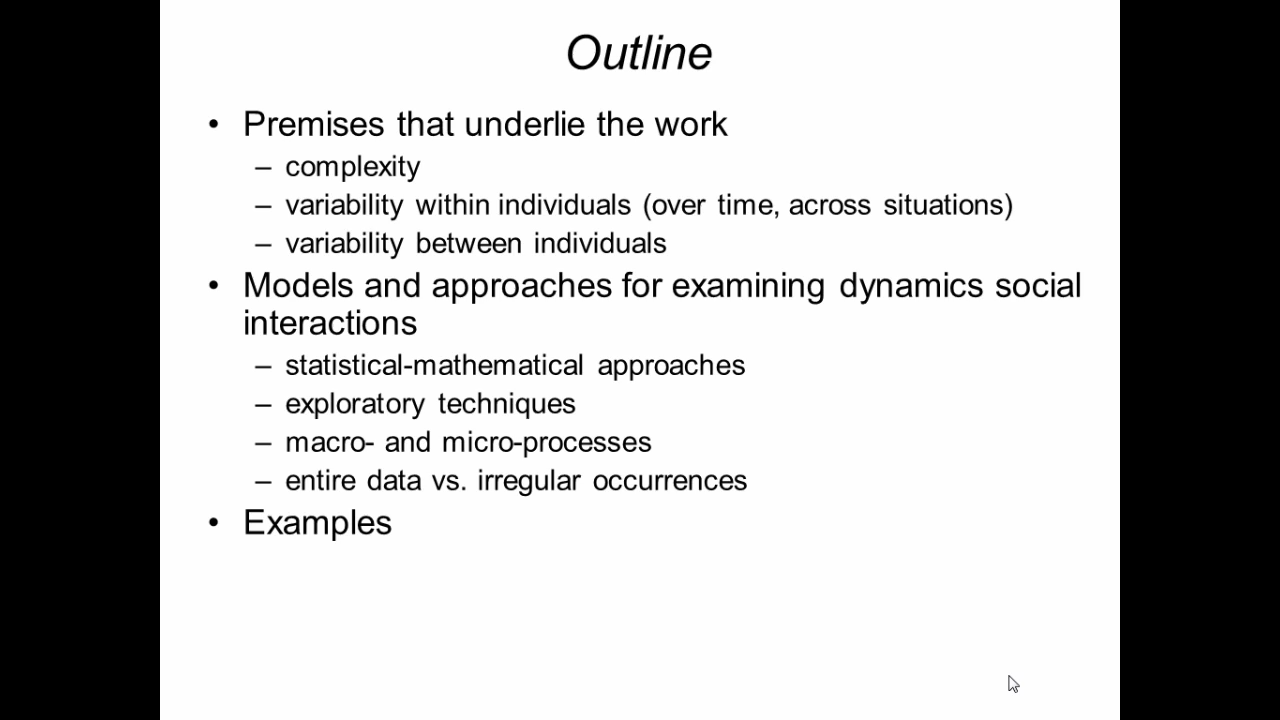 Outline
• Premises that underlie the work
– complexity
– variability within individuals (over time, across situations)
– variability between individuals
• Models and approaches for examining dynamics social
interactions
– statistical-mathematical approaches
– exploratory techniques
– macro- and micro-processes
– entire data vs. irregular occurrences
• Examples